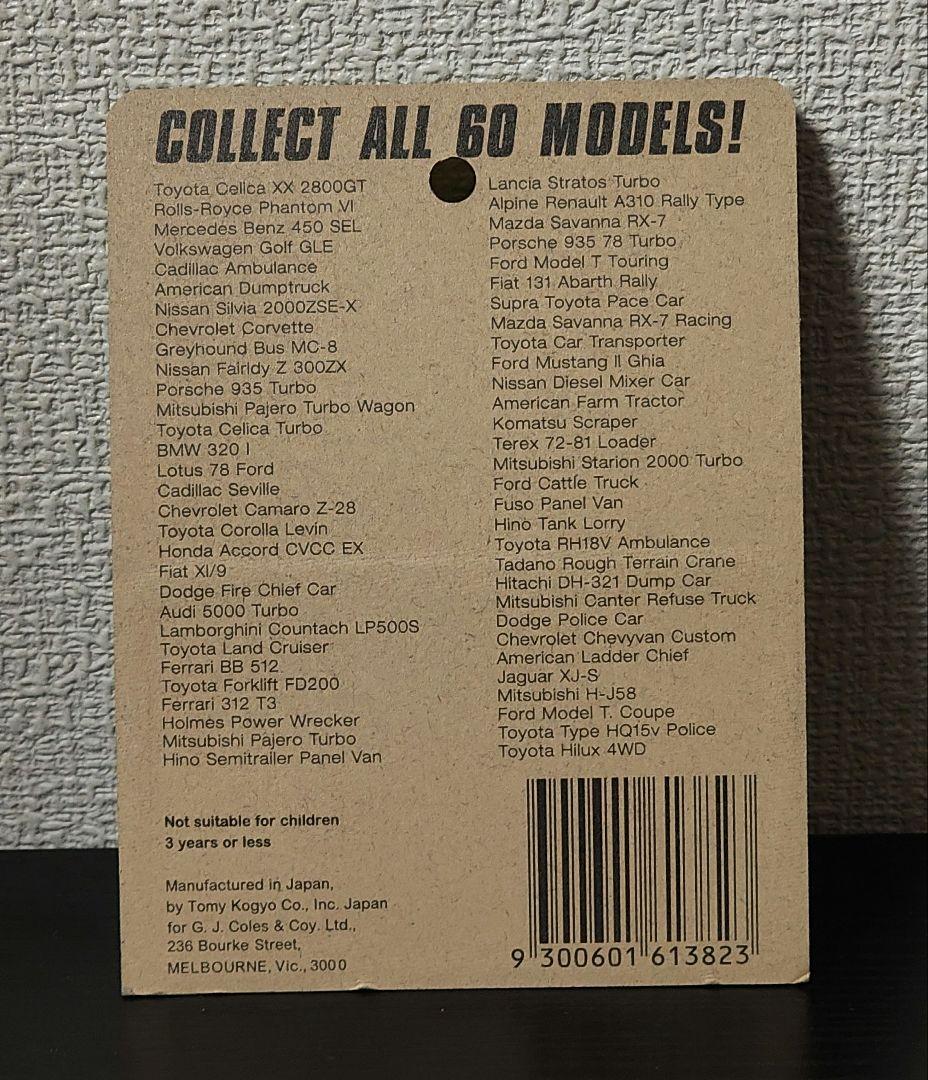 COLLECT ALL 60 MODELS!
Toyota Celica XX 2800GT
Rolls-Royce Phantom VI
Mercedes Benz 450 SEL
Volkswagen Golf GLE
Cadillac Ambulance
American Dumptruck
Nissan Silvia 2000ZSE-X
Chevrolet Corvette
Greyhound Bus MC-8
Nissan Fairldy Z 300ZX
Porsche 935 Turbo
Mitsubishi Pajero Turbo Wagon
Toyota Celica Turbo
BMW 320 I
Lotus 78 Ford
Cadillac Seville
Chevrolet Camaro Z-28
Toyota Corolla Levin
Honda Accord CVCC EX
Fiat XI/9
Dodge Fire Chief Car
Audi 5000 Turbo
Lamborghini Countach LP500S
Toyota Land Cruiser
Ferrari BB 512
Toyota Forklift FD200
Ferrari 312 T3
Holmes Power Wrecker
Mitsubishi Pajero Turbo
Hino Semitrailer Panel Van
Lancia Stratos Turbo
Alpine Renault A310 Rally Type
Mazda Savanna RX-7
Porsche 935 78 Turbo
Ford Model T Touring
Fiat 131 Abarth Rally
Supra Toyota Pace Car
Mazda Savanna RX-7 Racing
Toyota Car Transporter
Ford Mustang II Ghia
Nissan Diesel Mixer Car
American Farm Tractor
Komatsu Scraper
Terex 72-81 Loader
Mitsubishi Starion 2000 Turbo
Ford Cattle Truck
Fuso Panel Van
Hino Tank Lorry
Toyota RH18V Ambulance
Tadano Rough Terrain Crane
Hitachi DH-321 Dump Car
Mitsubishi Canter Refuse Truck
Dodge Police Car
Chevrolet Chevyvan Custom
American Ladder Chief
Jaguar XJ-S
Mitsubishi H-J58
Ford Model T. Coupe
Toyota Type HQ15v Police
Toyota Hilux 4WD
Not suitable for children
3 years or less
Manufactured in Japan,
by Tomy Kogyo Co., Inc. Japan
for G. J. Coles & Coy. Ltd.,
236 Bourke Street,
MELBOURNE, Vic., 3000
9 300601 613823